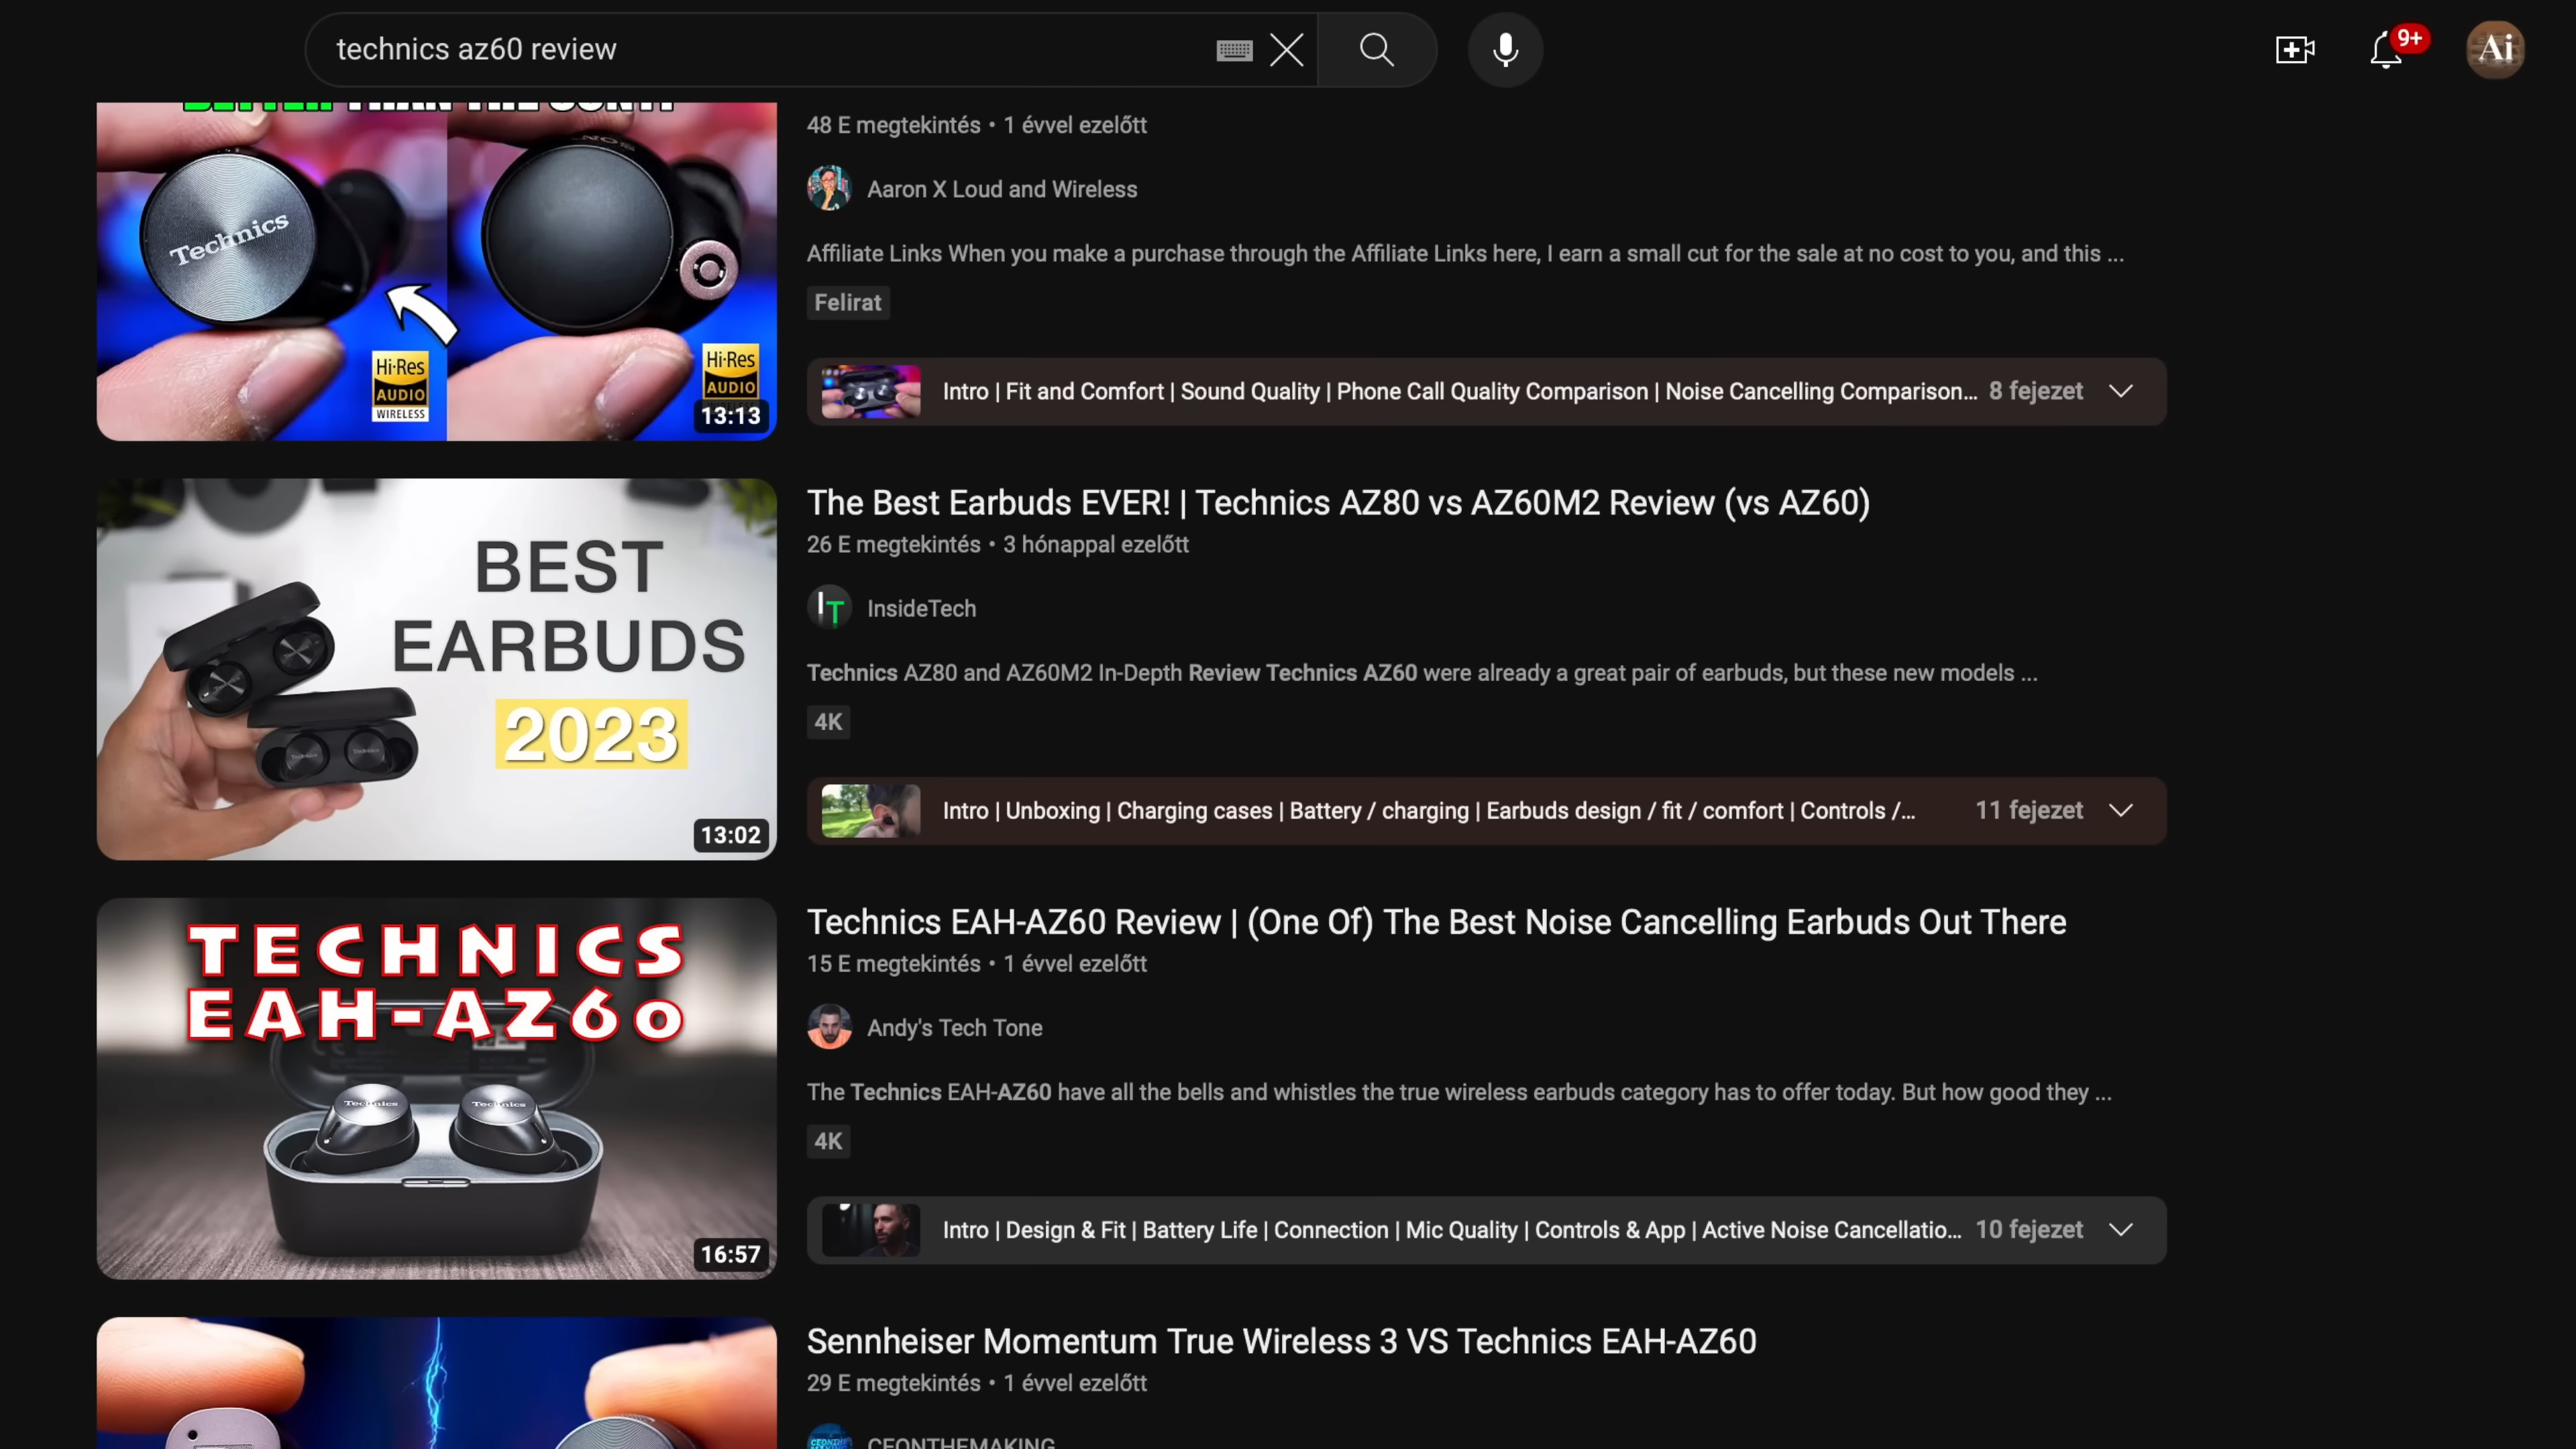 technics az60 review
9+
Ai
BETTER THAN THE SONY?
Technics
Hi-Res
AUDIO
WIRELESS
Hi-Res
AUDIO
13:13
48 E megtekintés • 1 évvel ezelőtt
Aaron X Loud and Wireless
Affiliate Links When you make a purchase through the Affiliate Links here, I earn a small cut for the sale at no cost to you, and this ...
Felirat
Intro | Fit and Comfort | Sound Quality | Phone Call Quality Comparison | Noise Cancelling Comparison... 8 fejezet
BEST
EARBUDS
2023
13:02
The Best Earbuds EVER! | Technics AZ80 vs AZ60M2 Review (vs AZ60)
26 E megtekintés • 3 hónappal ezelőtt
IT
InsideTech
Technics AZ80 and AZ60M2 In-Depth Review Technics AZ60 were already a great pair of earbuds, but these new models ...
4K
Intro | Unboxing | Charging cases | Battery / charging | Earbuds design / fit / comfort | Controls /... 11 fejezet
TECHNICS
EAH-AZ60
Technics
Technics
16:57
Technics EAH-AZ60 Review | (One Of) The Best Noise Cancelling Earbuds Out There
15 E megtekintés • 1 évvel ezelőtt
Andy's Tech Tone
The Technics EAH-AZ60 have all the bells and whistles the true wireless earbuds category has to offer today. But how good they ...
4K
Intro | Design & Fit | Battery Life | Connection | Mic Quality | Controls & App | Active Noise Cancellatio... 10 fejezet
Sennheiser Momentum True Wireless 3 VS Technics EAH-AZ60
29 E megtekintés • 1 évvel ezelőtt
CEONTHEMAKING